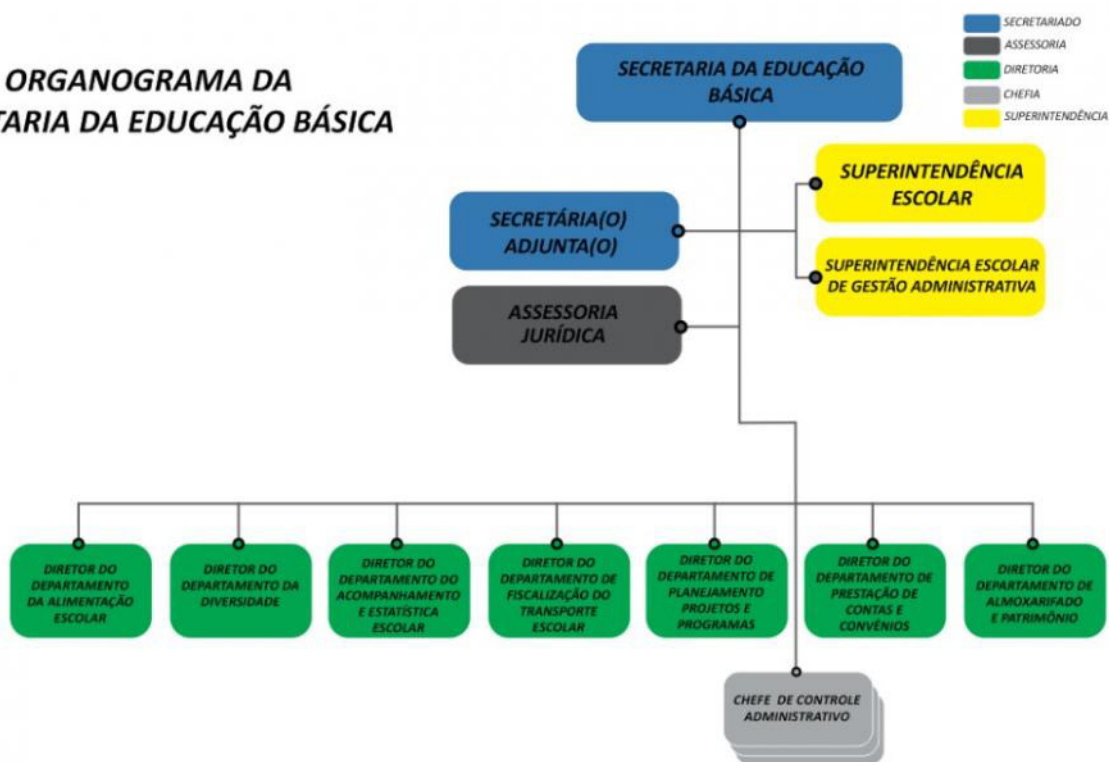 ORGANOGRAMA DA
TARIA DA EDUCAÇÃO BÁSICA
SECRETARIADO
ASSESSORIA
DIRETORIA
CHEFIA
SUPERINTENDÊNCIA
SECRETARIA DA EDUCAÇÃO
BÁSICA
SUPERINTENDÊNCIA
ESCOLAR
SECRETÁRIA(O)
ADJUNTA(O)
SUPERINTENDÊNCIA ESCOLAR
DE GESTÃO ADMINISTRATIVA
ASSESSORIA
JURÍDICA
DIRETOR DO
DEPARTAMENTO
DA ALIMENTAÇÃO
ESCOLAR
DIRETOR DO
DEPARTAMENTO DA
DIVERSIDADE
DIRETOR DO
DEPARTAMENTO DO
ACOMPANHAMENTO
E ESTATÍSTICA
ESCOLAR
DIRETOR DO
DEPARTAMENTO DE
FISCALIZAÇÃO DO
TRANSPORTE
ESCOLAR
DIRETOR DO
DEPARTAMENTO DE
PLANEJAMENTO
PROJETOS E
PROGRAMAS
DIRETOR DO
DEPARTAMENTO DE
PRESTAÇÃO DE
CONTAS E
CONVÊNIOS
DIRETOR DO
DEPARTAMENTO DE
ALMOXARIFADO
E PATRIMÔNIO
CHEFE DE CONTROLE
ADMINISTRATIVO